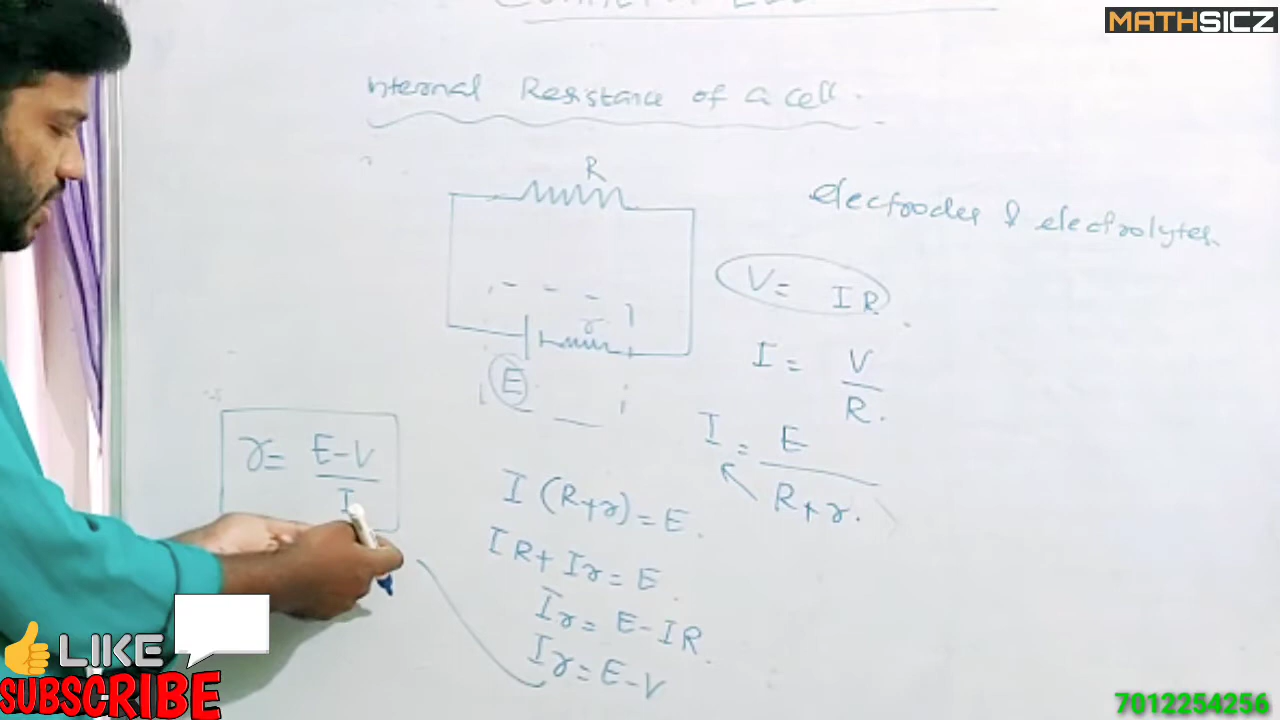 MATHSICZ
Internal Resistance of a cell.
R
electrodes & electrolytes.
V = IR
r
E
I = V/R.
I = E/R+r.
r = E-V/I
I (R+r) = E.
IR + Ir = E.
Ir = E - IR.
Ir = E - V
LIKE
SUBSCRIBE
7012254256